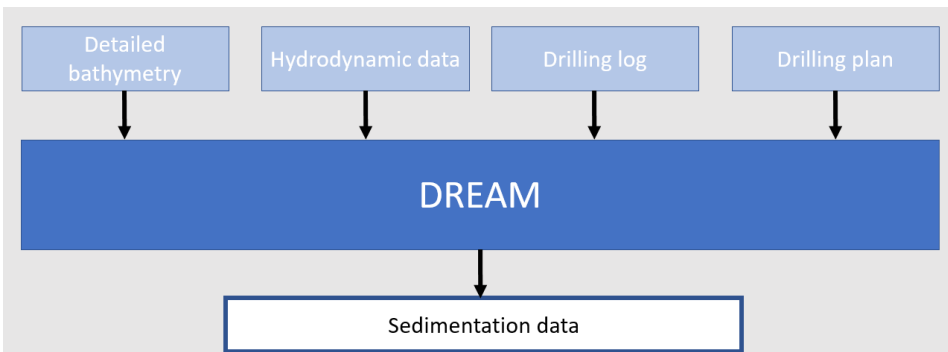 Detailed
bathymetry
Hydrodynamic data
Drilling log
Drilling plan
DREAM
Sedimentation data